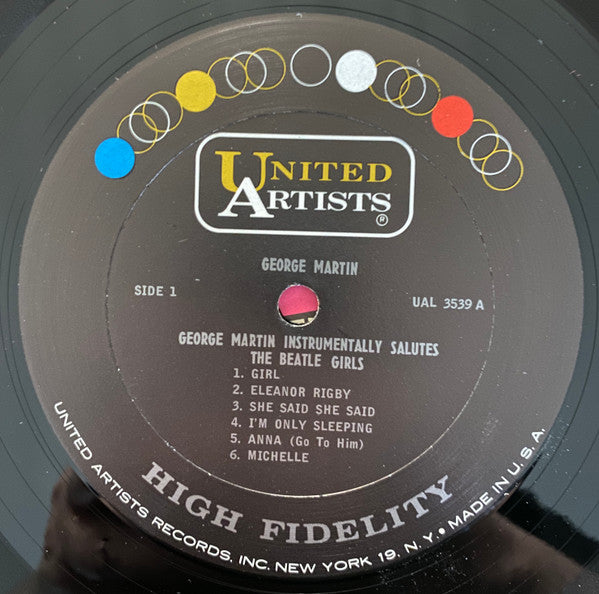 UNITED
ARTISTS
®
GEORGE MARTIN
SIDE 1
UAL 3539 A
GEORGE MARTIN INSTRUMENTALLY SALUTES
THE BEATLE GIRLS
1. GIRL
2. ELEANOR RIGBY
3. SHE SAID SHE SAID
4. I'M ONLY SLEEPING
5. ANNA (Go To Him)
6. MICHELLE
HIGH FIDELITY
UNITED ARTISTS RECORDS, INC. NEW YORK 19, N.Y. • MADE IN U.S.A.